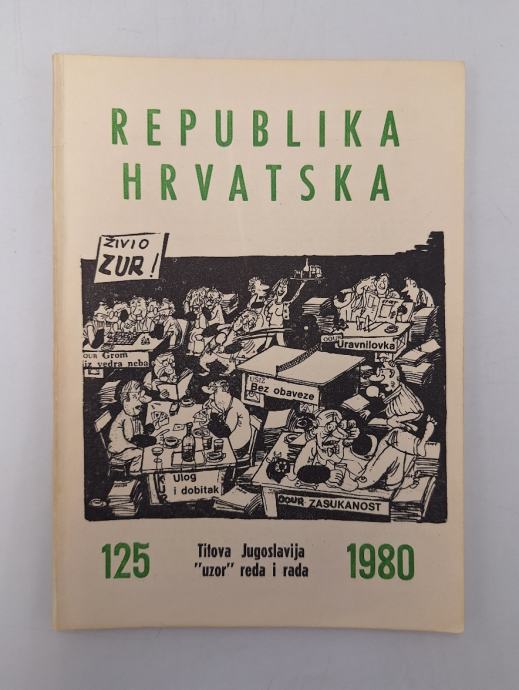 REPUBLIKA
HRVATSKA
ŽIVIO
ZUR!
OOUR Grom
iz vedra neba
OOUR
Uravnilovka
USIZ
Bez obaveze
Ulog
i dobitak
OOUR ZASUKANOST
125
Titova Jugoslavija
"uzor" reda i rada
1980